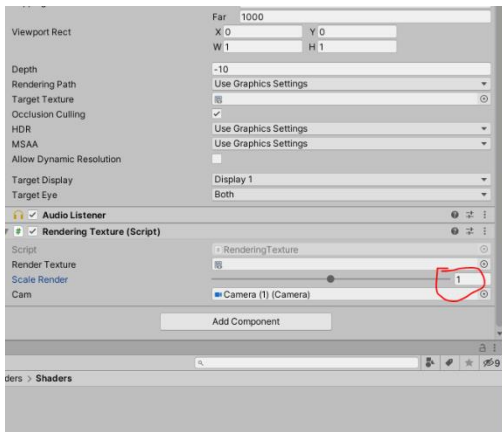 Far 1000
Viewport Rect X 0 Y 0
W 1 H 1
Depth -10
Rendering Path Use Graphics Settings
Target Texture
Occlusion Culling
HDR Use Graphics Settings
MSAA Use Graphics Settings
Allow Dynamic Resolution
Target Display Display 1
Target Eye Both
Audio Listener
# Rendering Texture (Script)
Script RenderingTexture
Render Texture
Scale Render 1
Cam Camera (1) (Camera)
Add Component
9
ders > Shaders